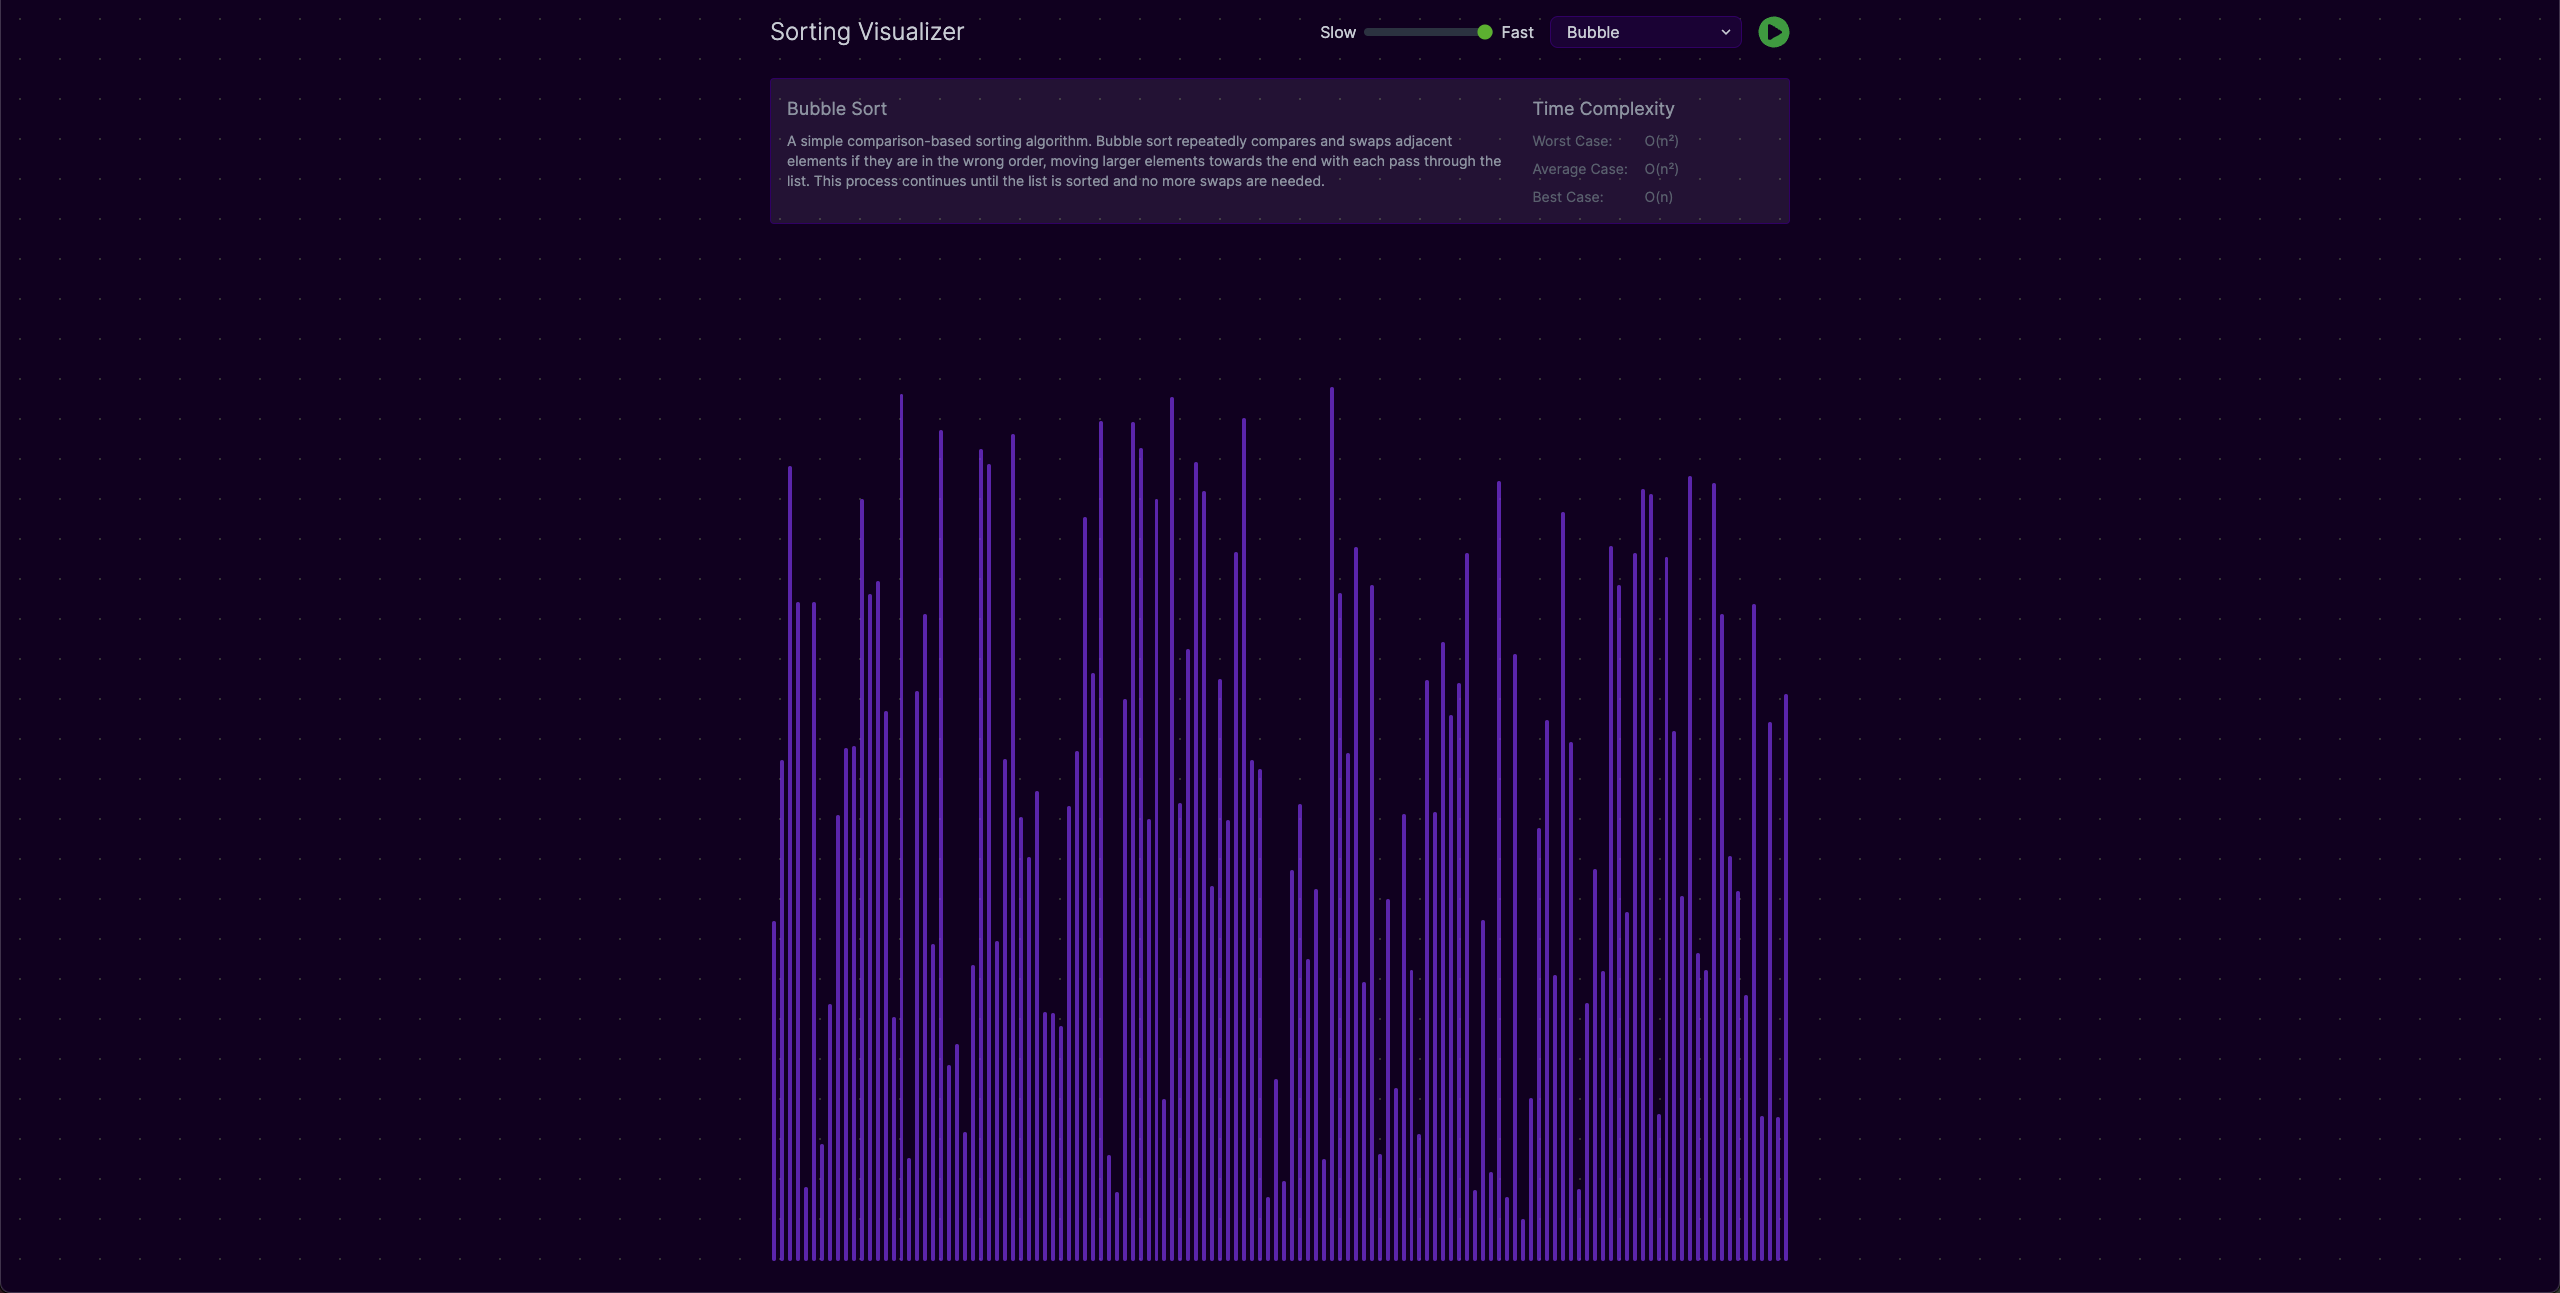 Sorting Visualizer
Slow Fast Bubble
Bubble Sort
A simple comparison-based sorting algorithm. Bubble sort repeatedly compares and swaps adjacent
elements if they are in the wrong order, moving larger elements towards the end with each pass through the
list. This process continues until the list is sorted and no more swaps are needed.
Time Complexity
Worst Case: O(n²)
Average Case: O(n²)
Best Case: O(n)